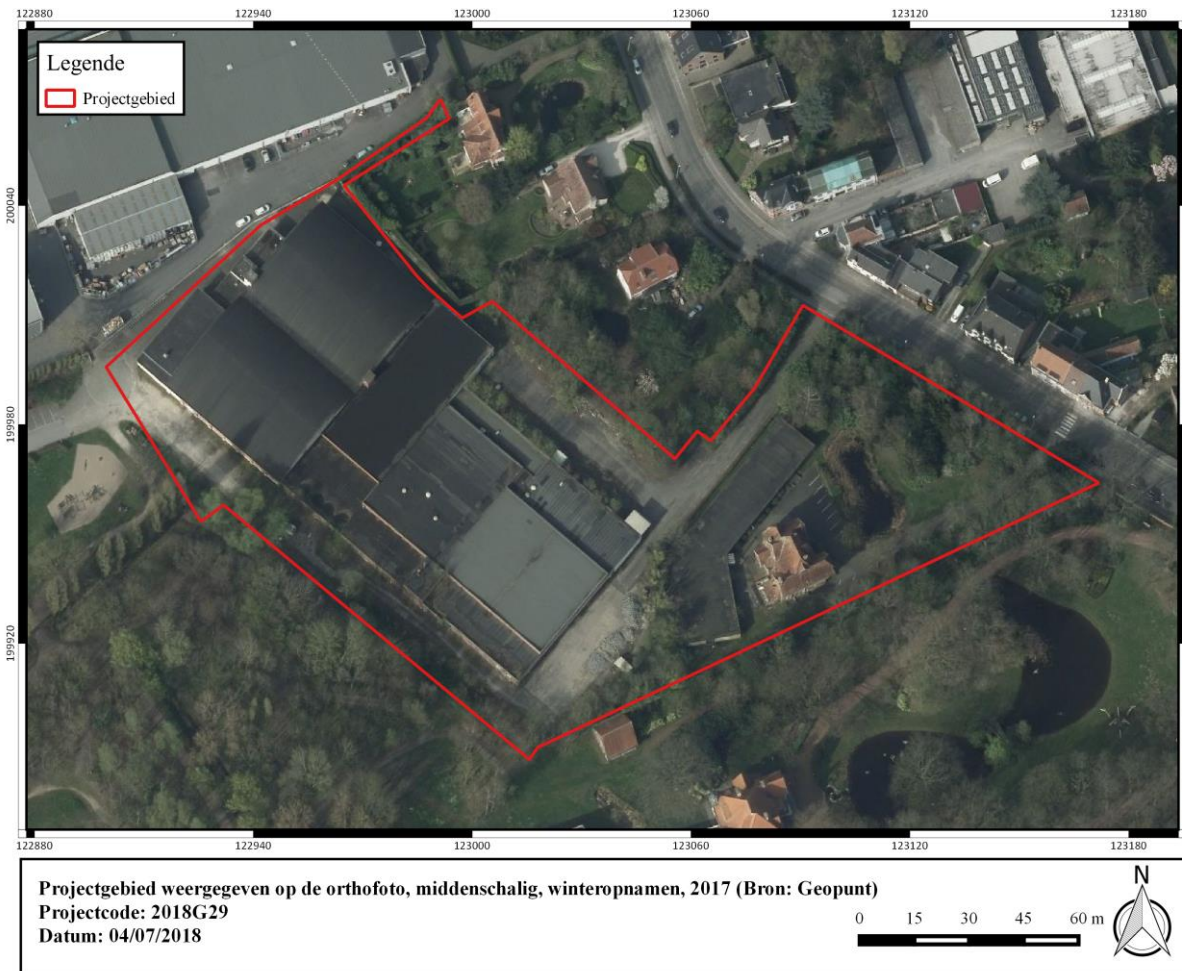 122880 122940 123000 123060 123120 123180
Legende
Projectgebied
200040
199980
199920
122880 122940 123000 123060 123120 123180
Projectgebied weergegeven op de orthofoto, middenschalig, winteropnamen, 2017 (Bron: Geopunt)
Projectcode: 2018G29
Datum: 04/07/2018
0 15 30 45 60 m
N